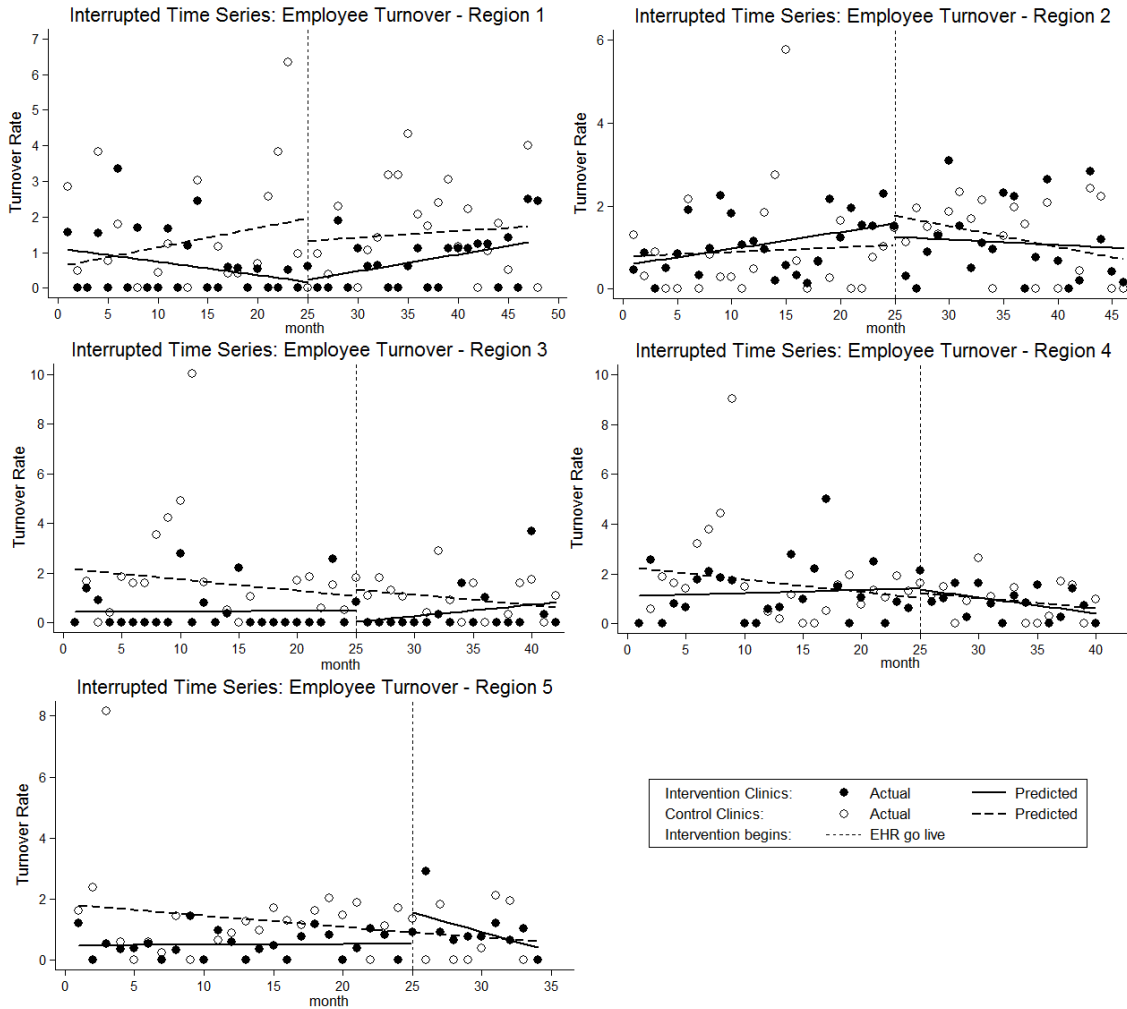 Interrupted Time Series: Employee Turnover - Region 1
7
6
5
4
3
2
1
0
Turnover Rate
0 5 10 15 20 25 30 35 40 45 50
month
Interrupted Time Series: Employee Turnover - Region 2
6
4
2
0
Turnover Rate
0 5 10 15 20 25 30 35 40 45
month
Interrupted Time Series: Employee Turnover - Region 3
10
8
6
4
2
0
Turnover Rate
0 5 10 15 20 25 30 35 40
month
Interrupted Time Series: Employee Turnover - Region 4
10
8
6
4
2
0
Turnover Rate
0 5 10 15 20 25 30 35 40
month
Interrupted Time Series: Employee Turnover - Region 5
8
6
4
2
0
Turnover Rate
0 5 10 15 20 25 30 35
month
Intervention Clinics: Actual Predicted
Control Clinics: Actual Predicted
Intervention begins: EHR go live